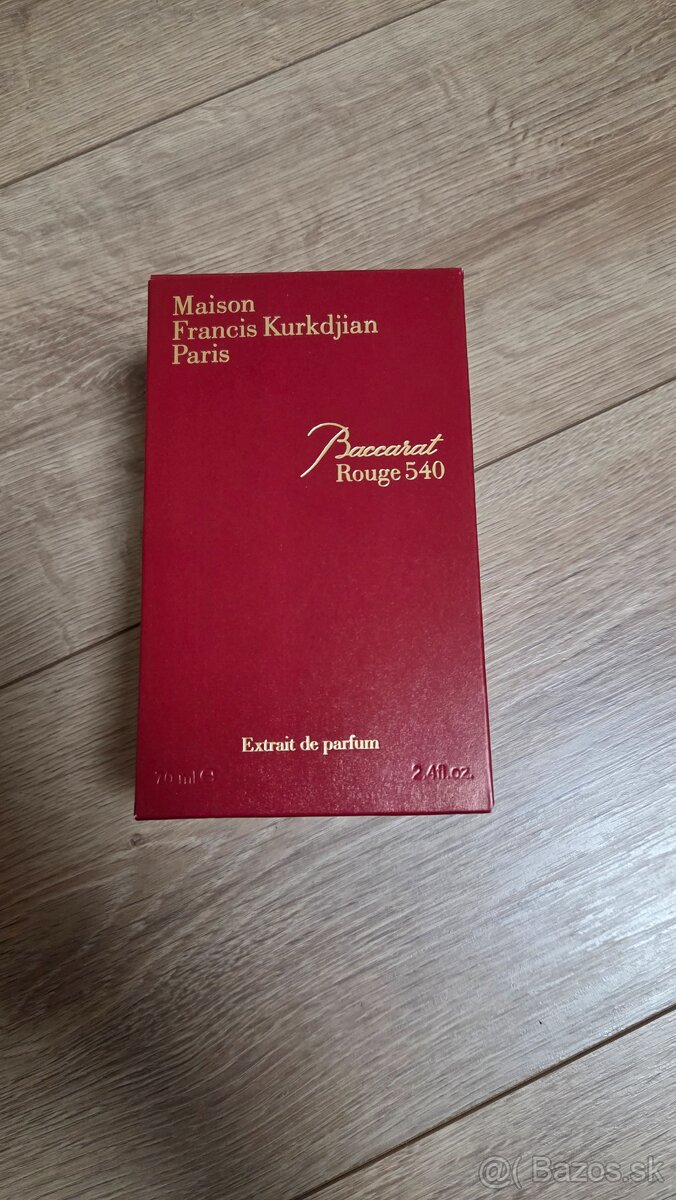 Maison
Francis Kurkdjian
Paris
Baccarat
Rouge 540
Extrait de parfum
70 ml ℮ 2.4fl.oz.
@( Bazos.sk